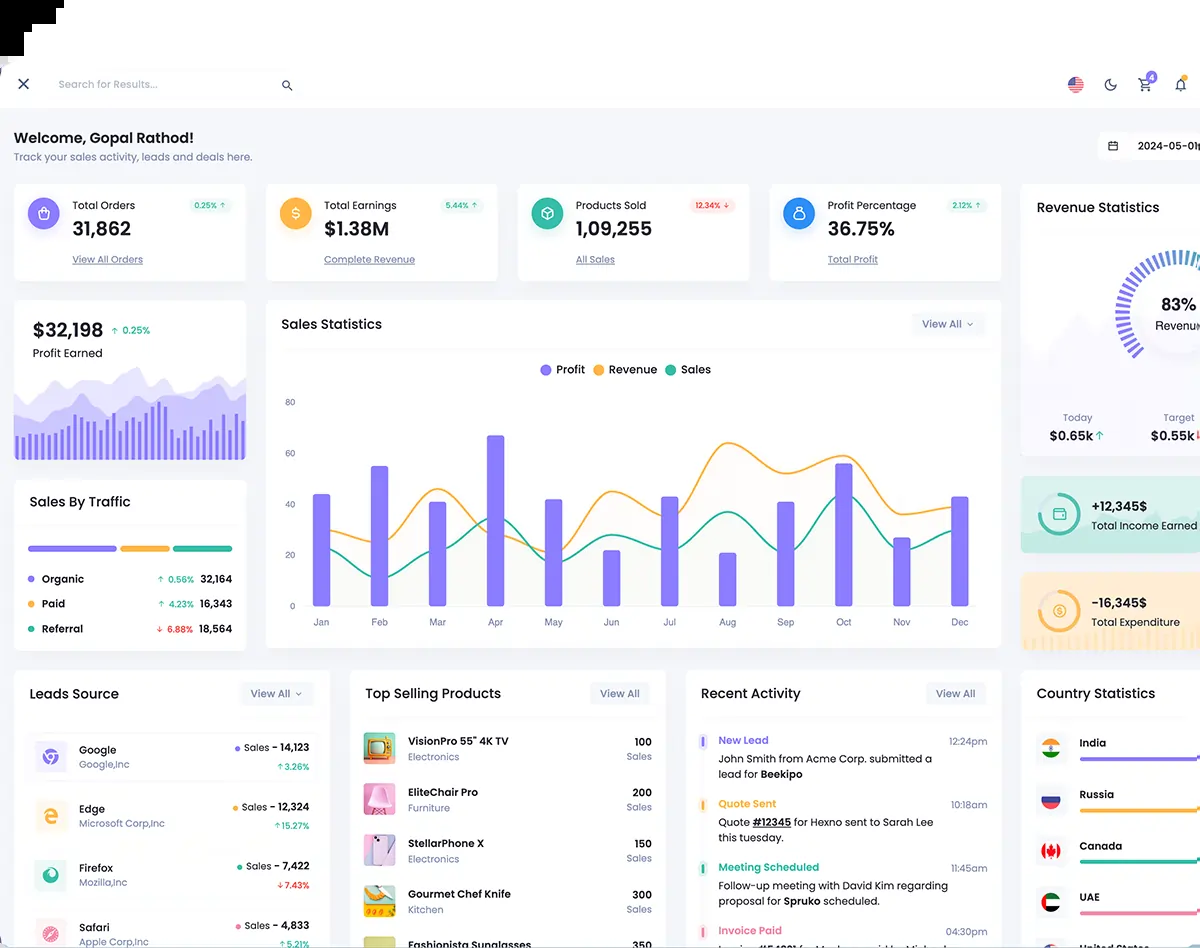 Search for Results...
4
Welcome, Gopal Rathod!
Track your sales activity, leads and deals here.
2024-05-01
Total Orders
0.25% ↑
31,862
View All Orders
Total Earnings
5.44% ↑
$1.38M
Complete Revenue
Products Sold
12.34% ↓
1,09,255
All Sales
Profit Percentage
2.12% ↑
36.75%
Total Profit
Revenue Statistics
83%
Today
Target
$0.65k ↑
$0.55k
$32,198 ↑ 0.25%
Profit Earned
Sales Statistics
View All
Profit Revenue Sales
80
60
40
20
0
Jan Feb Mar Apr May Jun Jul Aug Sep Oct Nov Dec
Sales By Traffic
Organic ↑ 0.56% 32,164
Paid ↑ 4.23% 16,343
Referral ↓ 6.88% 18,564
+12,345$
Total Income Earned
-16,345$
Total Expenditure
Leads Source
View All
Google
Google,Inc
Sales - 14,123
↑3.26%
Edge
Microsoft Corp,Inc
Sales - 12,324
↑15.27%
Firefox
Mozilla,Inc
Sales - 7,422
↓7.43%
Safari
Apple Corp,Inc
Sales - 4,833
↑5.21%
Top Selling Products
View All
VisionPro 55" 4K TV
Electronics
100
Sales
EliteChair Pro
Furniture
200
Sales
StellarPhone X
Electronics
150
Sales
Gourmet Chef Knife
Kitchen
300
Sales
Fashionista Sunglasses
350
Recent Activity
View All
New Lead
12:24pm
John Smith from Acme Corp. submitted a
lead for Beekipo
Quote Sent
10:18am
Quote #12345 for Hexno sent to Sarah Lee
this tuesday.
Meeting Scheduled
11:45am
Follow-up meeting with David Kim regarding
proposal for Spruko scheduled.
Invoice Paid
04:30pm
Country Statistics
India
Russia
Canada
UAE
United States